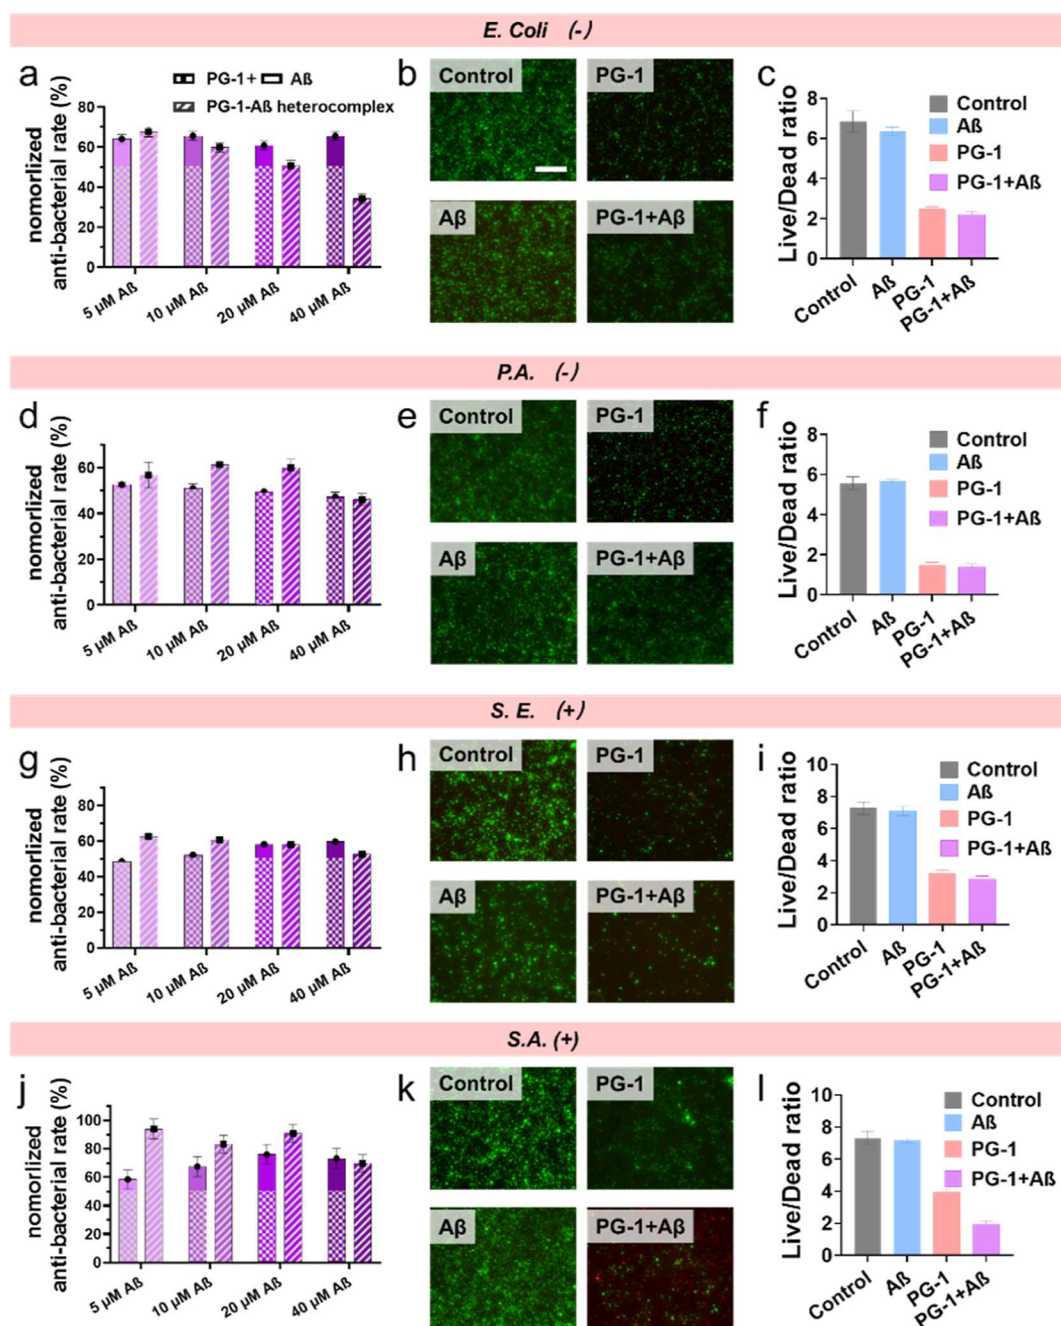 E. Coli (-)
a
PG-1+ Aß
PG-1-Aß heterocomplex
nomorlized
anti-bacterial rate (%)
80
60
40
20
0
5 µM Aß
10 µM Aß
20 µM Aß
40 µM Aß
b
Control
PG-1
Aβ
PG-1+Aβ
c
Live/Dead ratio
8
6
4
2
0
Control
Aß
PG-1
PG-1+Aß
Control
Aß
PG-1
PG-1+Aß
P.A. (-)
d
nomorlized
anti-bacterial rate (%)
60
40
20
0
5 µM Aß
10 µM Aß
20 µM Aß
40 µM Aß
e
Control
PG-1
Aβ
PG-1+Aβ
f
Live/Dead ratio
8
6
4
2
0
Control
Aß
PG-1
PG-1+Aß
Control
Aß
PG-1
PG-1+Aß
S. E. (+)
g
nomorlized
anti-bacterial rate (%)
80
60
40
20
0
5 µM Aß
10 µM Aß
20 µM Aß
40 µM Aß
h
Control
PG-1
Aβ
PG-1+Aβ
i
Live/Dead ratio
10
8
6
4
2
0
Control
Aß
PG-1
PG-1+Aß
Control
Aß
PG-1
PG-1+Aß
S.A. (+)
j
nomorlized
anti-bacterial rate (%)
100
80
60
40
20
0
5 µM Aß
10 µM Aß
20 µM Aß
40 µM Aß
k
Control
PG-1
Aβ
PG-1+Aβ
l
Live/Dead ratio
10
8
6
4
2
0
Control
Aß
PG-1
PG-1+Aß
Control
Aß
PG-1
PG-1+Aß